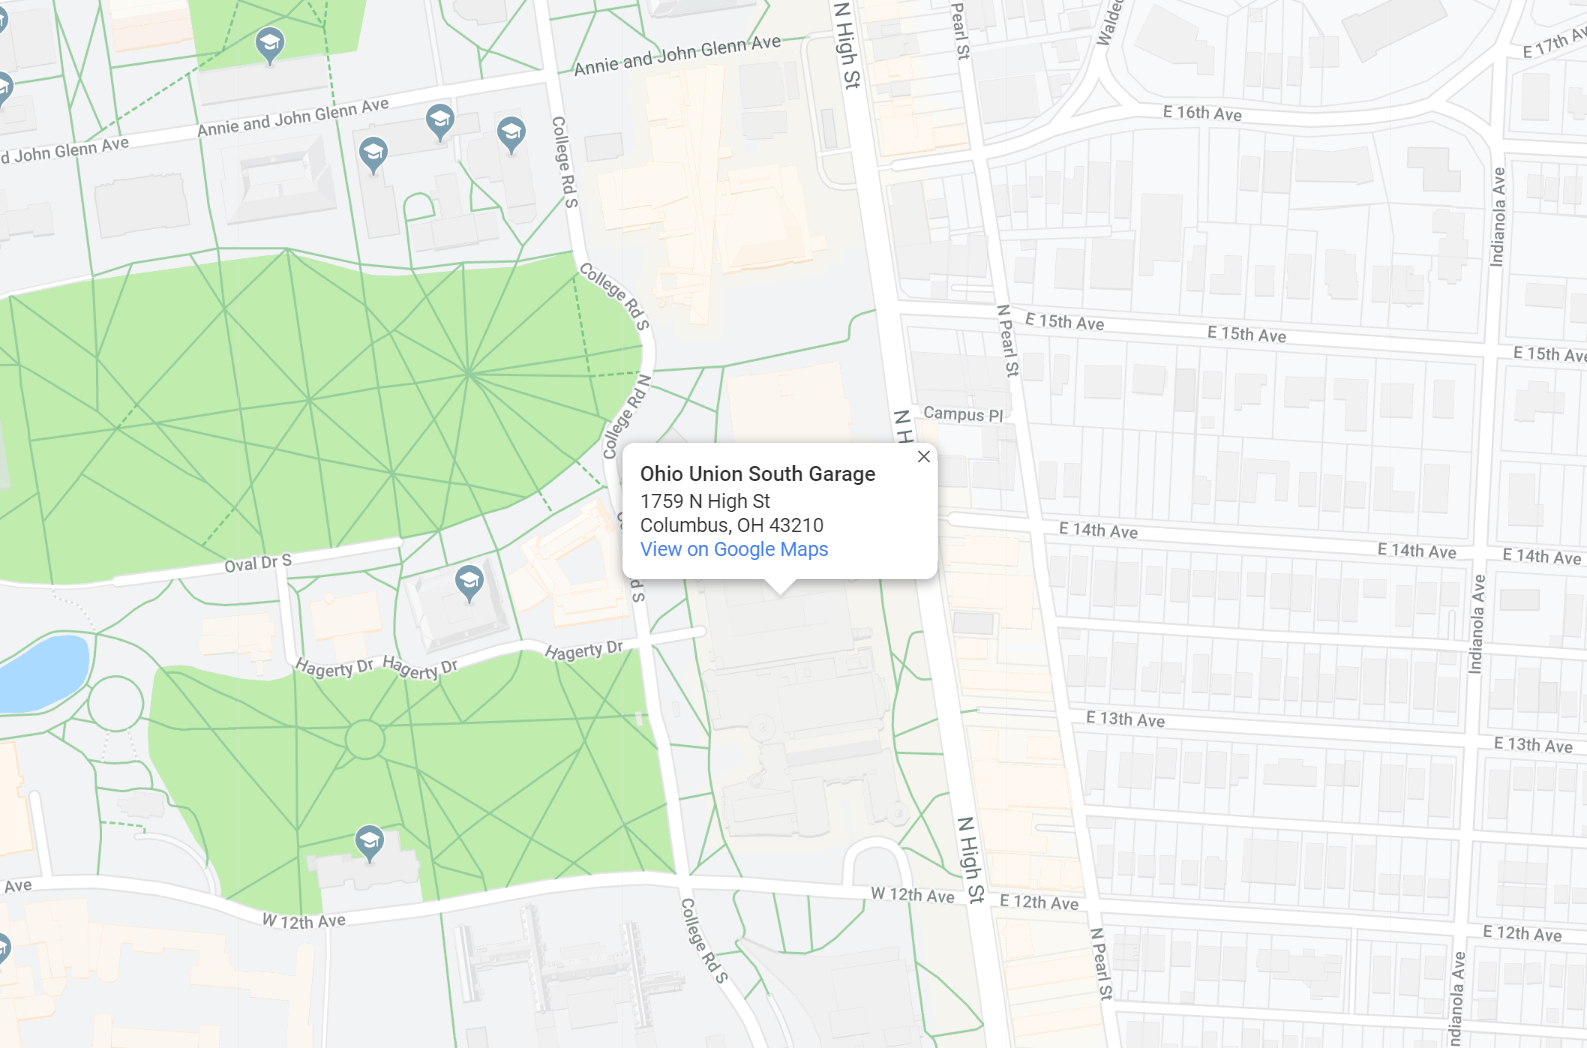 Annie and John Glenn Ave
N High St
Pearl St
E 17th Av
Annie and John Glenn Ave
d John Glenn Ave
E 16th Ave
College Rd S
Indianola Ave
College Rd S
N Pearl St
E 15th Ave
E 15th Ave
E 15th Ave
College Rd N
Campus Pl
N H
Ohio Union South Garage
1759 N High St
Columbus, OH 43210
View on Google Maps
E 14th Ave
E 14th Ave
E 14th Ave
Oval Dr S
d S
Indianola Ave
Hagerty Dr
Hagerty Dr
Hagerty Dr
E 13th Ave
E 13th Ave
N High St
Ave
W 12th Ave
W 12th Ave
E 12th Ave
E 12th Ave
College Rd S
N Pearl St
ndianola Ave